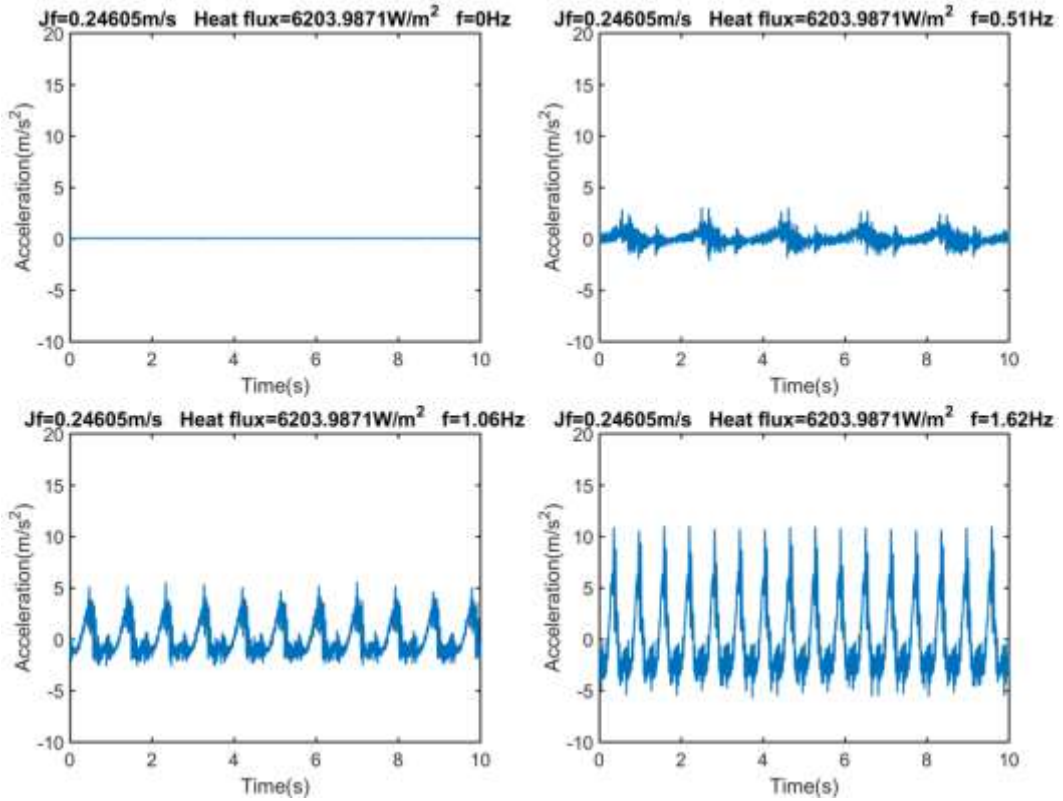 Jf=0.24605m/s   Heat flux=6203.9871W/m²   f=0Hz
20
15
10
5
0
-5
-10
Acceleration(m/s²)
0 2 4 6 8 10
Time(s)
Jf=0.24605m/s   Heat flux=6203.9871W/m²   f=0.51Hz
20
15
10
5
0
-5
-10
Acceleration(m/s²)
0 2 4 6 8 10
Time(s)
Jf=0.24605m/s   Heat flux=6203.9871W/m²   f=1.06Hz
20
15
10
5
0
-5
-10
Acceleration(m/s²)
0 2 4 6 8 10
Time(s)
Jf=0.24605m/s   Heat flux=6203.9871W/m²   f=1.62Hz
20
15
10
5
0
-5
-10
Acceleration(m/s²)
0 2 4 6 8 10
Time(s)